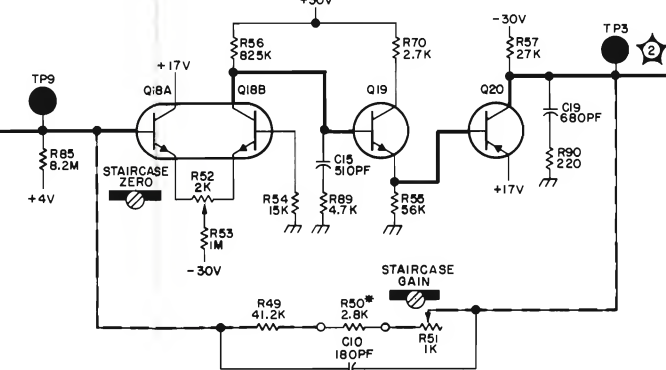 +30V
-30V
TP3
R56
825K
R70
2.7K
R57
27K
2
+17V
TP9
Q18A
Q18B
Q19
Q20
C19
680PF
R85
8.2M
STAIRCASE
ZERO
R52
2K
C15
510PF
R90
220
+4V
R54
15K
R89
4.7K
R55
56K
+17V
R53
1M
-30V
STAIRCASE
GAIN
R49
41.2K
R50*
2.8K
R51
1K
C10
180PF